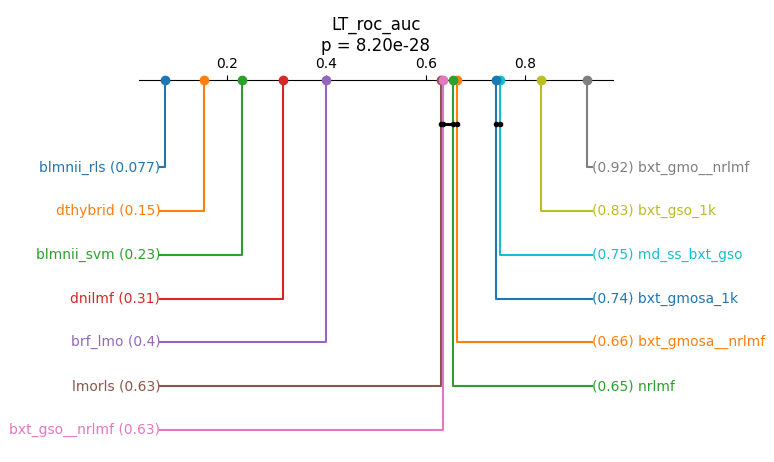 LT_roc_auc
p = 8.20e-28
0.2 0.4 0.6 0.8
blmnii_rls (0.077)
(0.92) bxt_gmo__nrlmf
dthybrid (0.15)
(0.83) bxt_gso_1k
blmnii_svm (0.23)
(0.75) md_ss_bxt_gso
dnilmf (0.31)
(0.74) bxt_gmosa_1k
brf_lmo (0.4)
(0.66) bxt_gmosa__nrlmf
lmorls (0.63)
(0.65) nrlmf
bxt_gso__nrlmf (0.63)